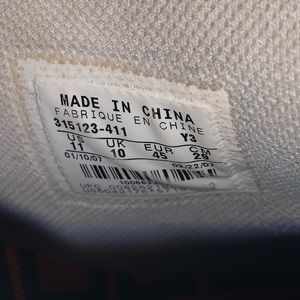 MADE IN CHINA
FABRIQUE EN CHINE
315123-411 Y3
US UK EUR CM
11 10 45 29
01/10/07 02/22/07